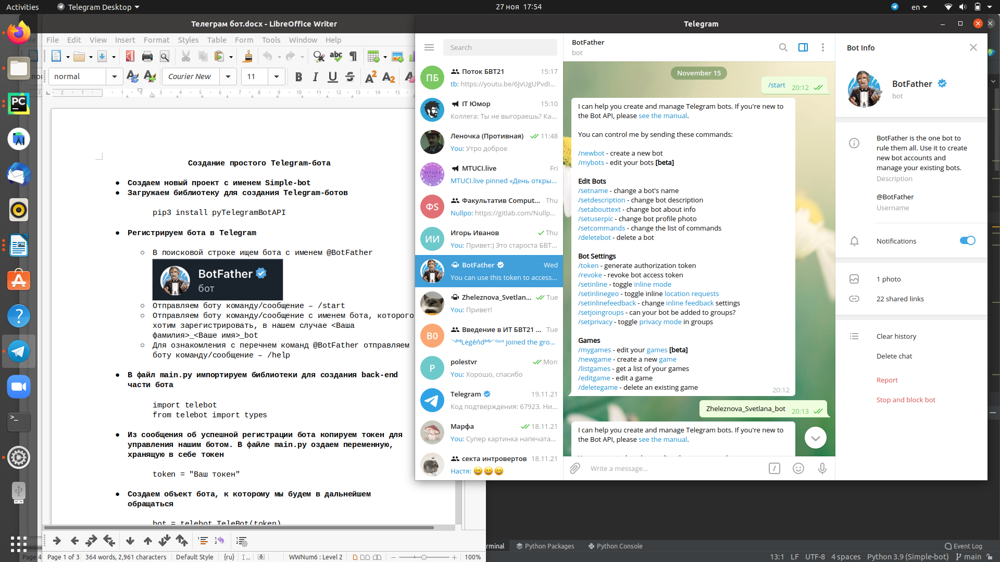 Activities
Telegram Desktop
27 ноя 17:54
en
Телеграм бот.docx - LibreOffice Writer
File Edit View Insert Format Styles Table Form Tools Window Help
normal
Courier New
11
Создание простого Telegram-бота
● Создаем новый проект с именем Simple-bot
● Загружаем библиотеку для создания Telegram-ботов
pip3 install pyTelegramBotAPI
● Регистрируем бота в Telegram
○ В поисковой строке ищем бота с именем @BotFather
BotFather
бот
○ Отправляем боту команду/сообщение – /start
○ Отправляем боту команду/сообщение с именем бота, которого
хотим зарегистрировать, в нашем случае <Ваша
фамилия>_<Ваше имя>_bot
○ Для ознакомления с перечнем команд @BotFather отправляем
боту команду/сообщение – /help
● В файл main.py импортируем библиотеки для создания back-end
части бота
import telebot
from telebot import types
● Из сообщения об успешной регистрации бота копируем токен для
управления нашим ботом. В файле main.py оздаем переменную,
хранящую в себе токен
token = "Ваш токен"
● Создаем объект бота, к которому мы будем в дальнейшем
обращаться
bot = telebot.TeleBot(token)
Page 4
Page 1 of 3
364 words, 2,961 characters
Default Style
{ru}
WWNum6 : Level 2
100%
Telegram
Search
ПБ
Поток БВТ21 15:17
tb: https://youtu.be/6JvUgUPvdI...
IT Юмор 15:10
Коллега: Ты не выгораешь? Ка...
Леночка (Противная) 11:48
You: Утро доброе
MTUCI live
MTUCI.live Fri
MTUCI.live pinned «День откры...
ФS
Факультатив Comput... Thu
Nullpo: https://gitlab.com/Nullp...
ИИ
Игорь Иванов Thu
You: Привет:) Это староста БВТ...
BotFather Wed
You can use this token to access...
Zheleznova_Svetlan... Tue
You: Привет!
В0
Введение в ИТ БВТ21 ... Tue
joined the gro...
P
polestvr Mon
You: Хорошо, спасибо
Telegram 19.11.21
Код подтверждения: 67923. Ни...
Марфа 18.11.21
You: Супер картинка напечата...
секта интровертов 18.11.21
Настя: 😄😄😄
BotFather
bot
November 15
/start 20:12
I can help you create and manage Telegram bots. If you're new to
the Bot API, please see the manual.
You can control me by sending these commands:
/newbot - create a new bot
/mybots - edit your bots [beta]
Edit Bots
/setname - change a bot's name
/setdescription - change bot description
/setabouttext - change bot about info
/setuserpic - change bot profile photo
/setcommands - change the list of commands
/deletebot - delete a bot
Bot Settings
/token - generate authorization token
/revoke - revoke bot access token
/setinline - toggle inline mode
/setinlinegeo - toggle inline location requests
/setinlinefeedback - change inline feedback settings
/setjoingroups - can your bot be added to groups?
/setprivacy - toggle privacy mode in groups
Games
/mygames - edit your games [beta]
/newgame - create a new game
/listgames - get a list of your games
/editgame - edit a game
/deletegame - delete an existing game
20:12
Zheleznova_Svetlana_bot 20:13
I can help you create and manage Telegram bots. If you're new to
the Bot API, please see the manual.
Write a message...
Bot Info
BotFather
bot
BotFather is the one bot to
rule them all. Use it to create
new bot accounts and
manage your existing bots.
Description
@BotFather
Username
Notifications
1 photo
22 shared links
Clear history
Delete chat
Report
Stop and block bot
rminal
Python Packages
Python Console
Event Log
13:1 LF UTF-8 4 spaces Python 3.9 (Simple-bot) main